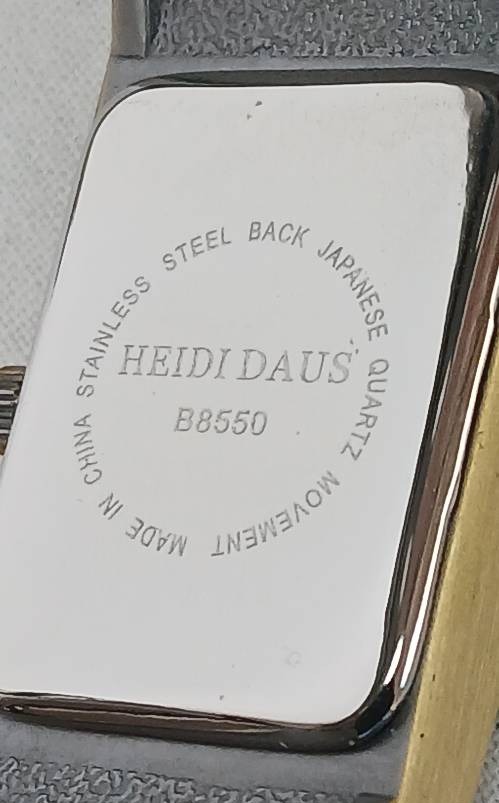 STAINLESS STEEL BACK JAPANESE QUARTZ MOVEMENT MADE IN CHINA
HEIDI DAUS
B8550